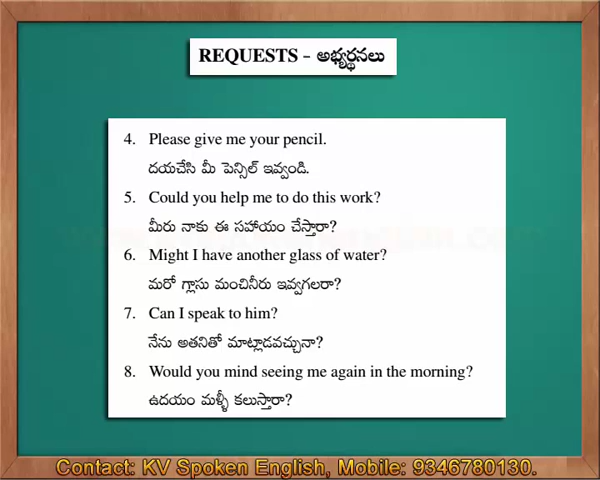 REQUESTS - అభ్యర్థనలు
4. Please give me your pencil.
దయచేసి మీ పెన్సిల్ ఇవ్వండి.
5. Could you help me to do this work?
మీరు నాకు ఈ సహాయం చేస్తారా?
6. Might I have another glass of water?
మరో గ్లాసు మంచినీరు ఇవ్వగలరా?
7. Can I speak to him?
నేను అతనితో మాట్లాడవచ్చునా?
8. Would you mind seeing me again in the morning?
ఉదయం మళ్ళీ కలుస్తారా?
Contact: KV Spoken English, Mobile: 9346780130.